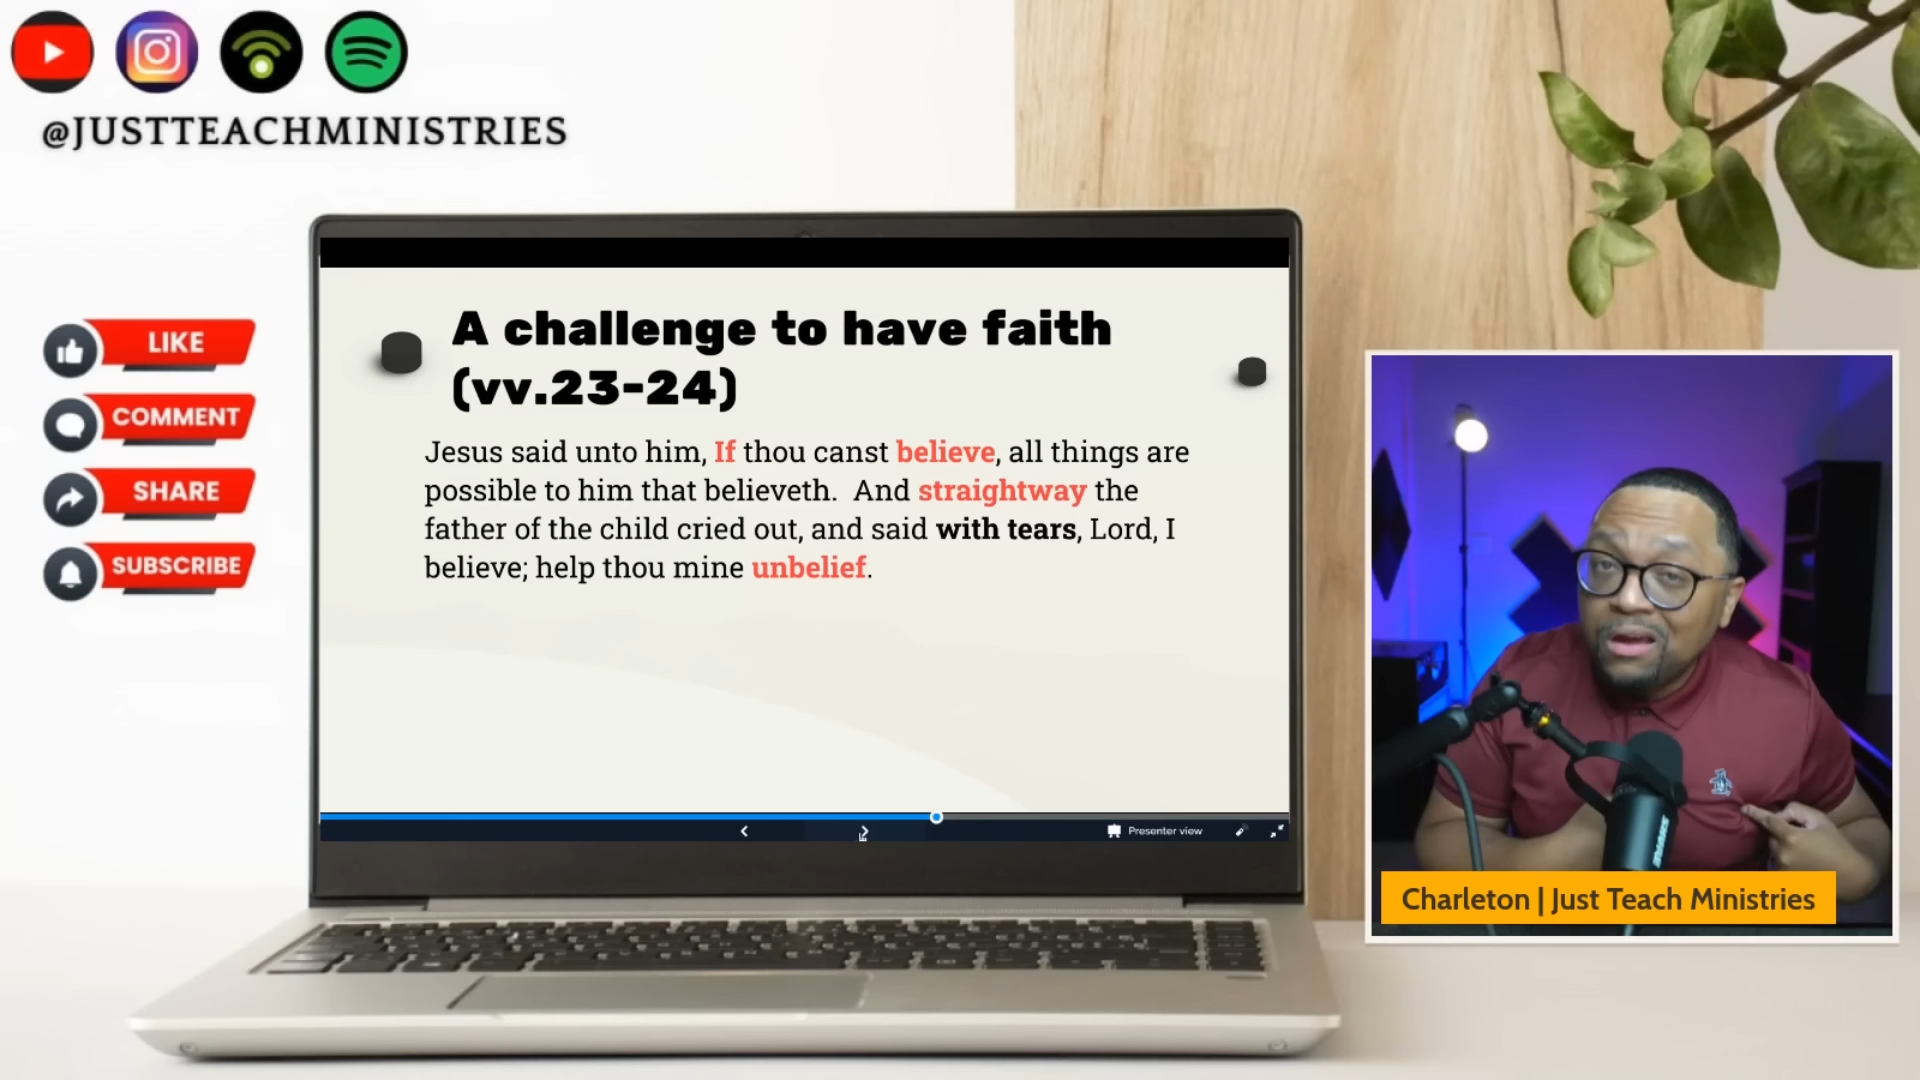 @JUSTTEACHMINISTRIES
LIKE
COMMENT
SHARE
SUBSCRIBE
A challenge to have faith
(vv.23-24)
Jesus said unto him, If thou canst believe, all things are
possible to him that believeth.  And straightway the
father of the child cried out, and said with tears, Lord, I
believe; help thou mine unbelief.
Presenter view
SHURE
Charleton | Just Teach Ministries